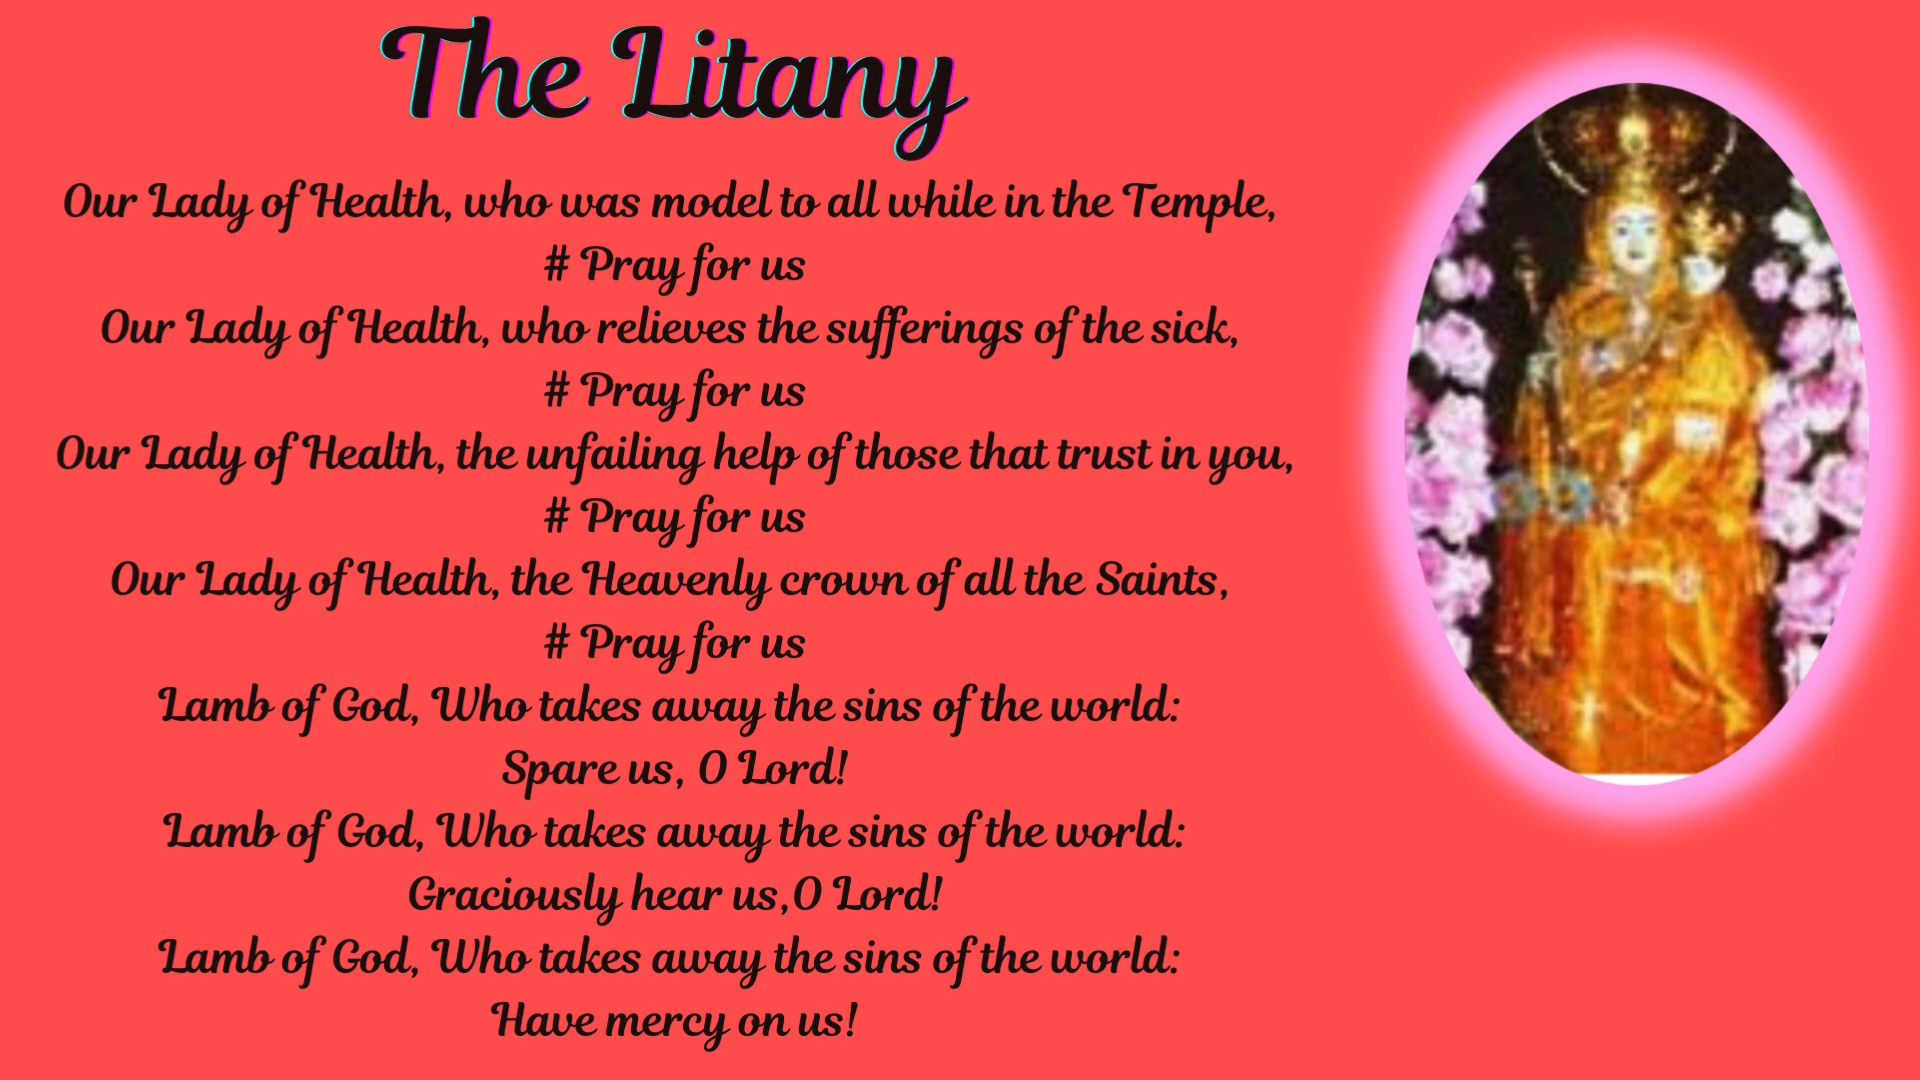 The Litany
Our Lady of Health, who was model to all while in the Temple,
# Pray for us
Our Lady of Health, who relieves the sufferings of the sick,
# Pray for us
Our Lady of Health, the unfailing help of those that trust in you,
# Pray for us
Our Lady of Health, the Heavenly crown of all the Saints,
# Pray for us
Lamb of God, Who takes away the sins of the world:
Spare us, O Lord!
Lamb of God, Who takes away the sins of the world:
Graciously hear us,O Lord!
Lamb of God, Who takes away the sins of the world:
Have mercy on us!